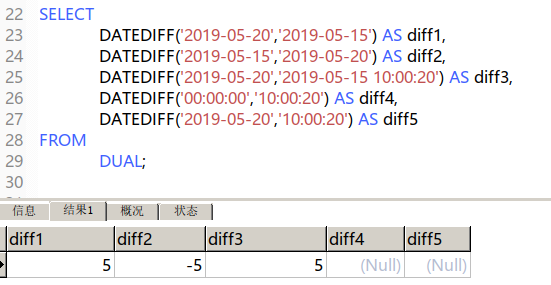 22 SELECT
23 DATEDIFF('2019-05-20','2019-05-15') AS diff1,
24 DATEDIFF('2019-05-15','2019-05-20') AS diff2,
25 DATEDIFF('2019-05-20','2019-05-15 10:00:20') AS diff3,
26 DATEDIFF('00:00:00','10:00:20') AS diff4,
27 DATEDIFF('2019-05-20','10:00:20') AS diff5
28 FROM
29 DUAL;
30
信息 结果1 概况 状态
diff1 diff2 diff3 diff4 diff5
5 -5 5 (Null) (Null)